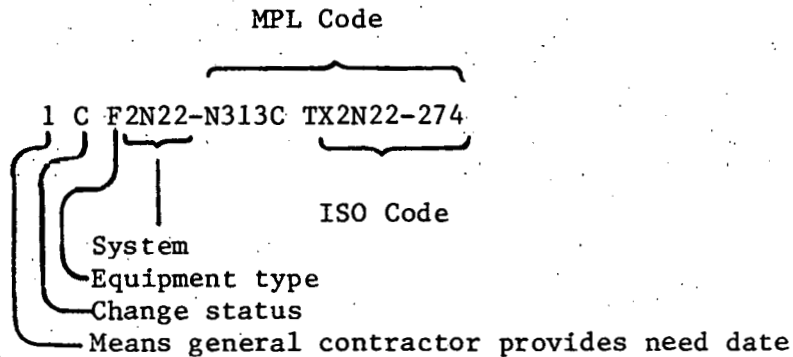 MPL Code
1 C F2N22-N313C TX2N22-274
ISO Code
System
Equipment type
Change status
Means general contractor provides need date